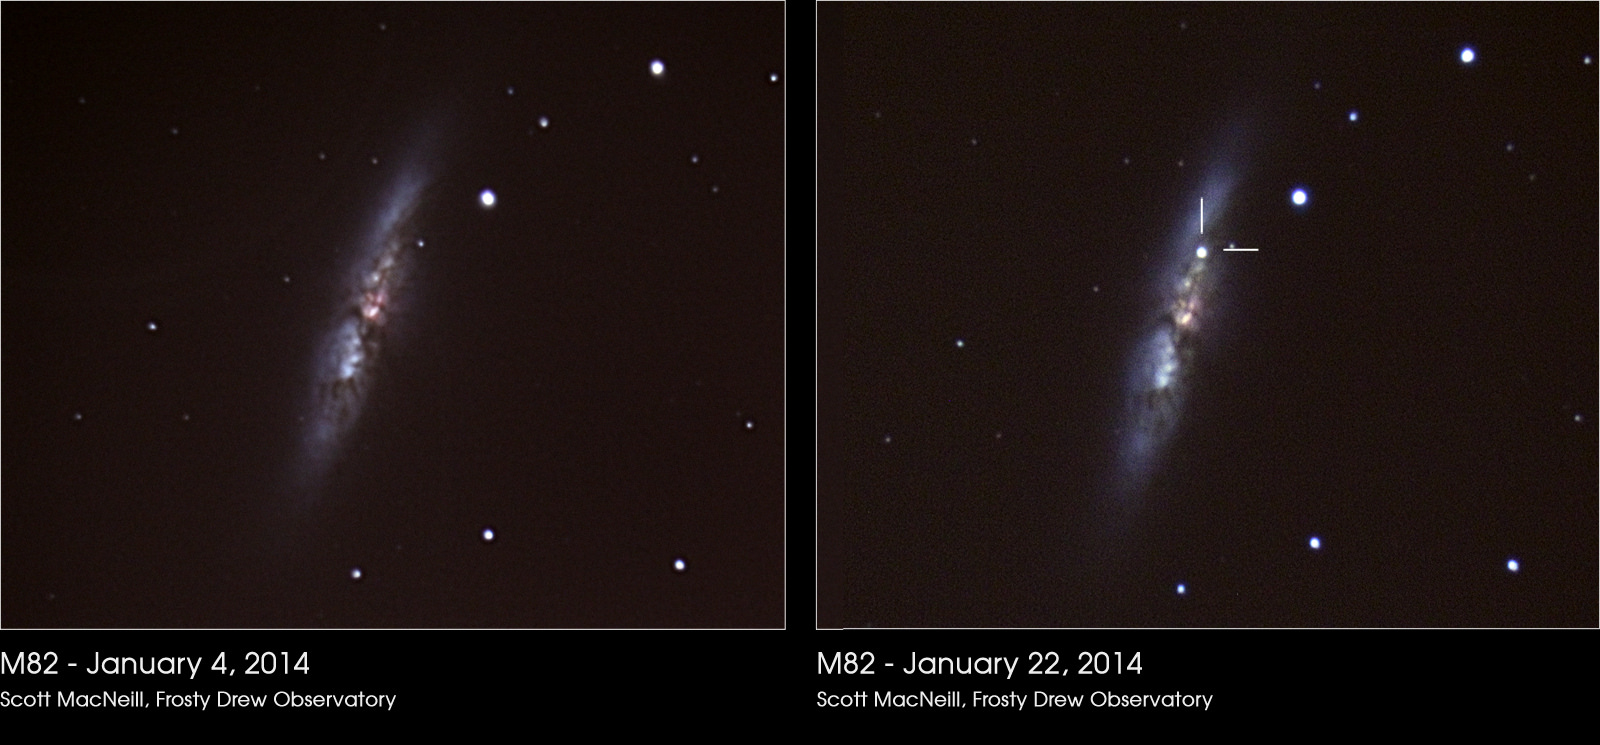 M82 - January 4, 2014
Scott MacNeill, Frosty Drew Observatory
M82 - January 22, 2014
Scott MacNeill, Frosty Drew Observatory